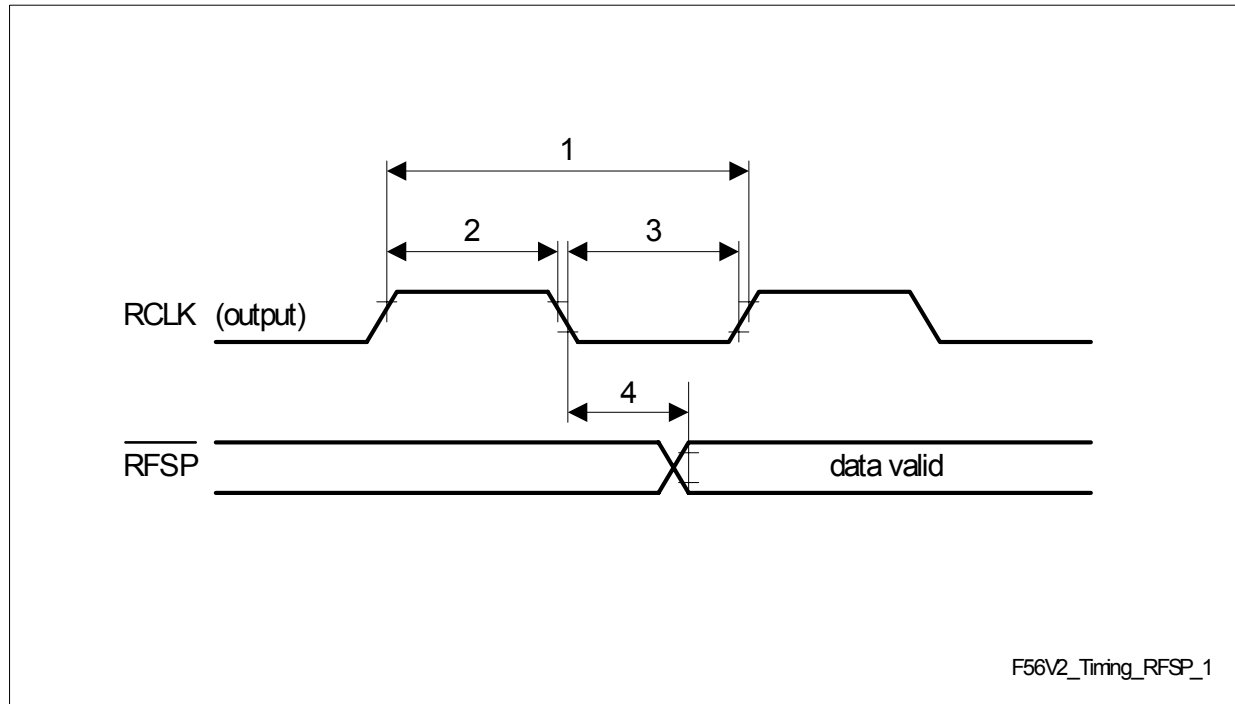 1
2 3
RCLK (output)
4
RFSP
data valid
F56V2_Timing_RFSP_1